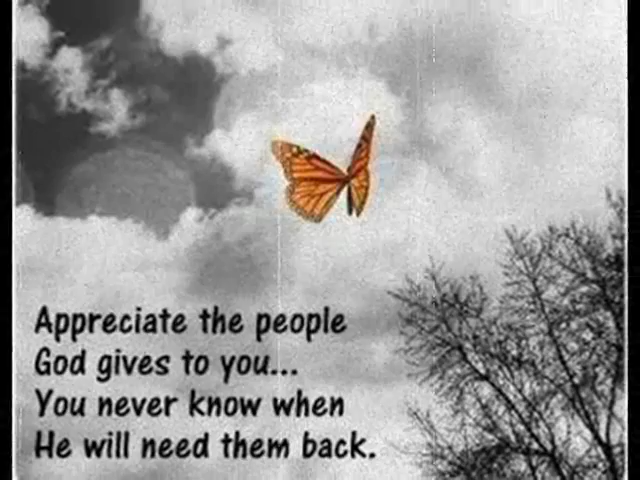 Appreciate the people
God gives to you...
You never know when
He will need them back.